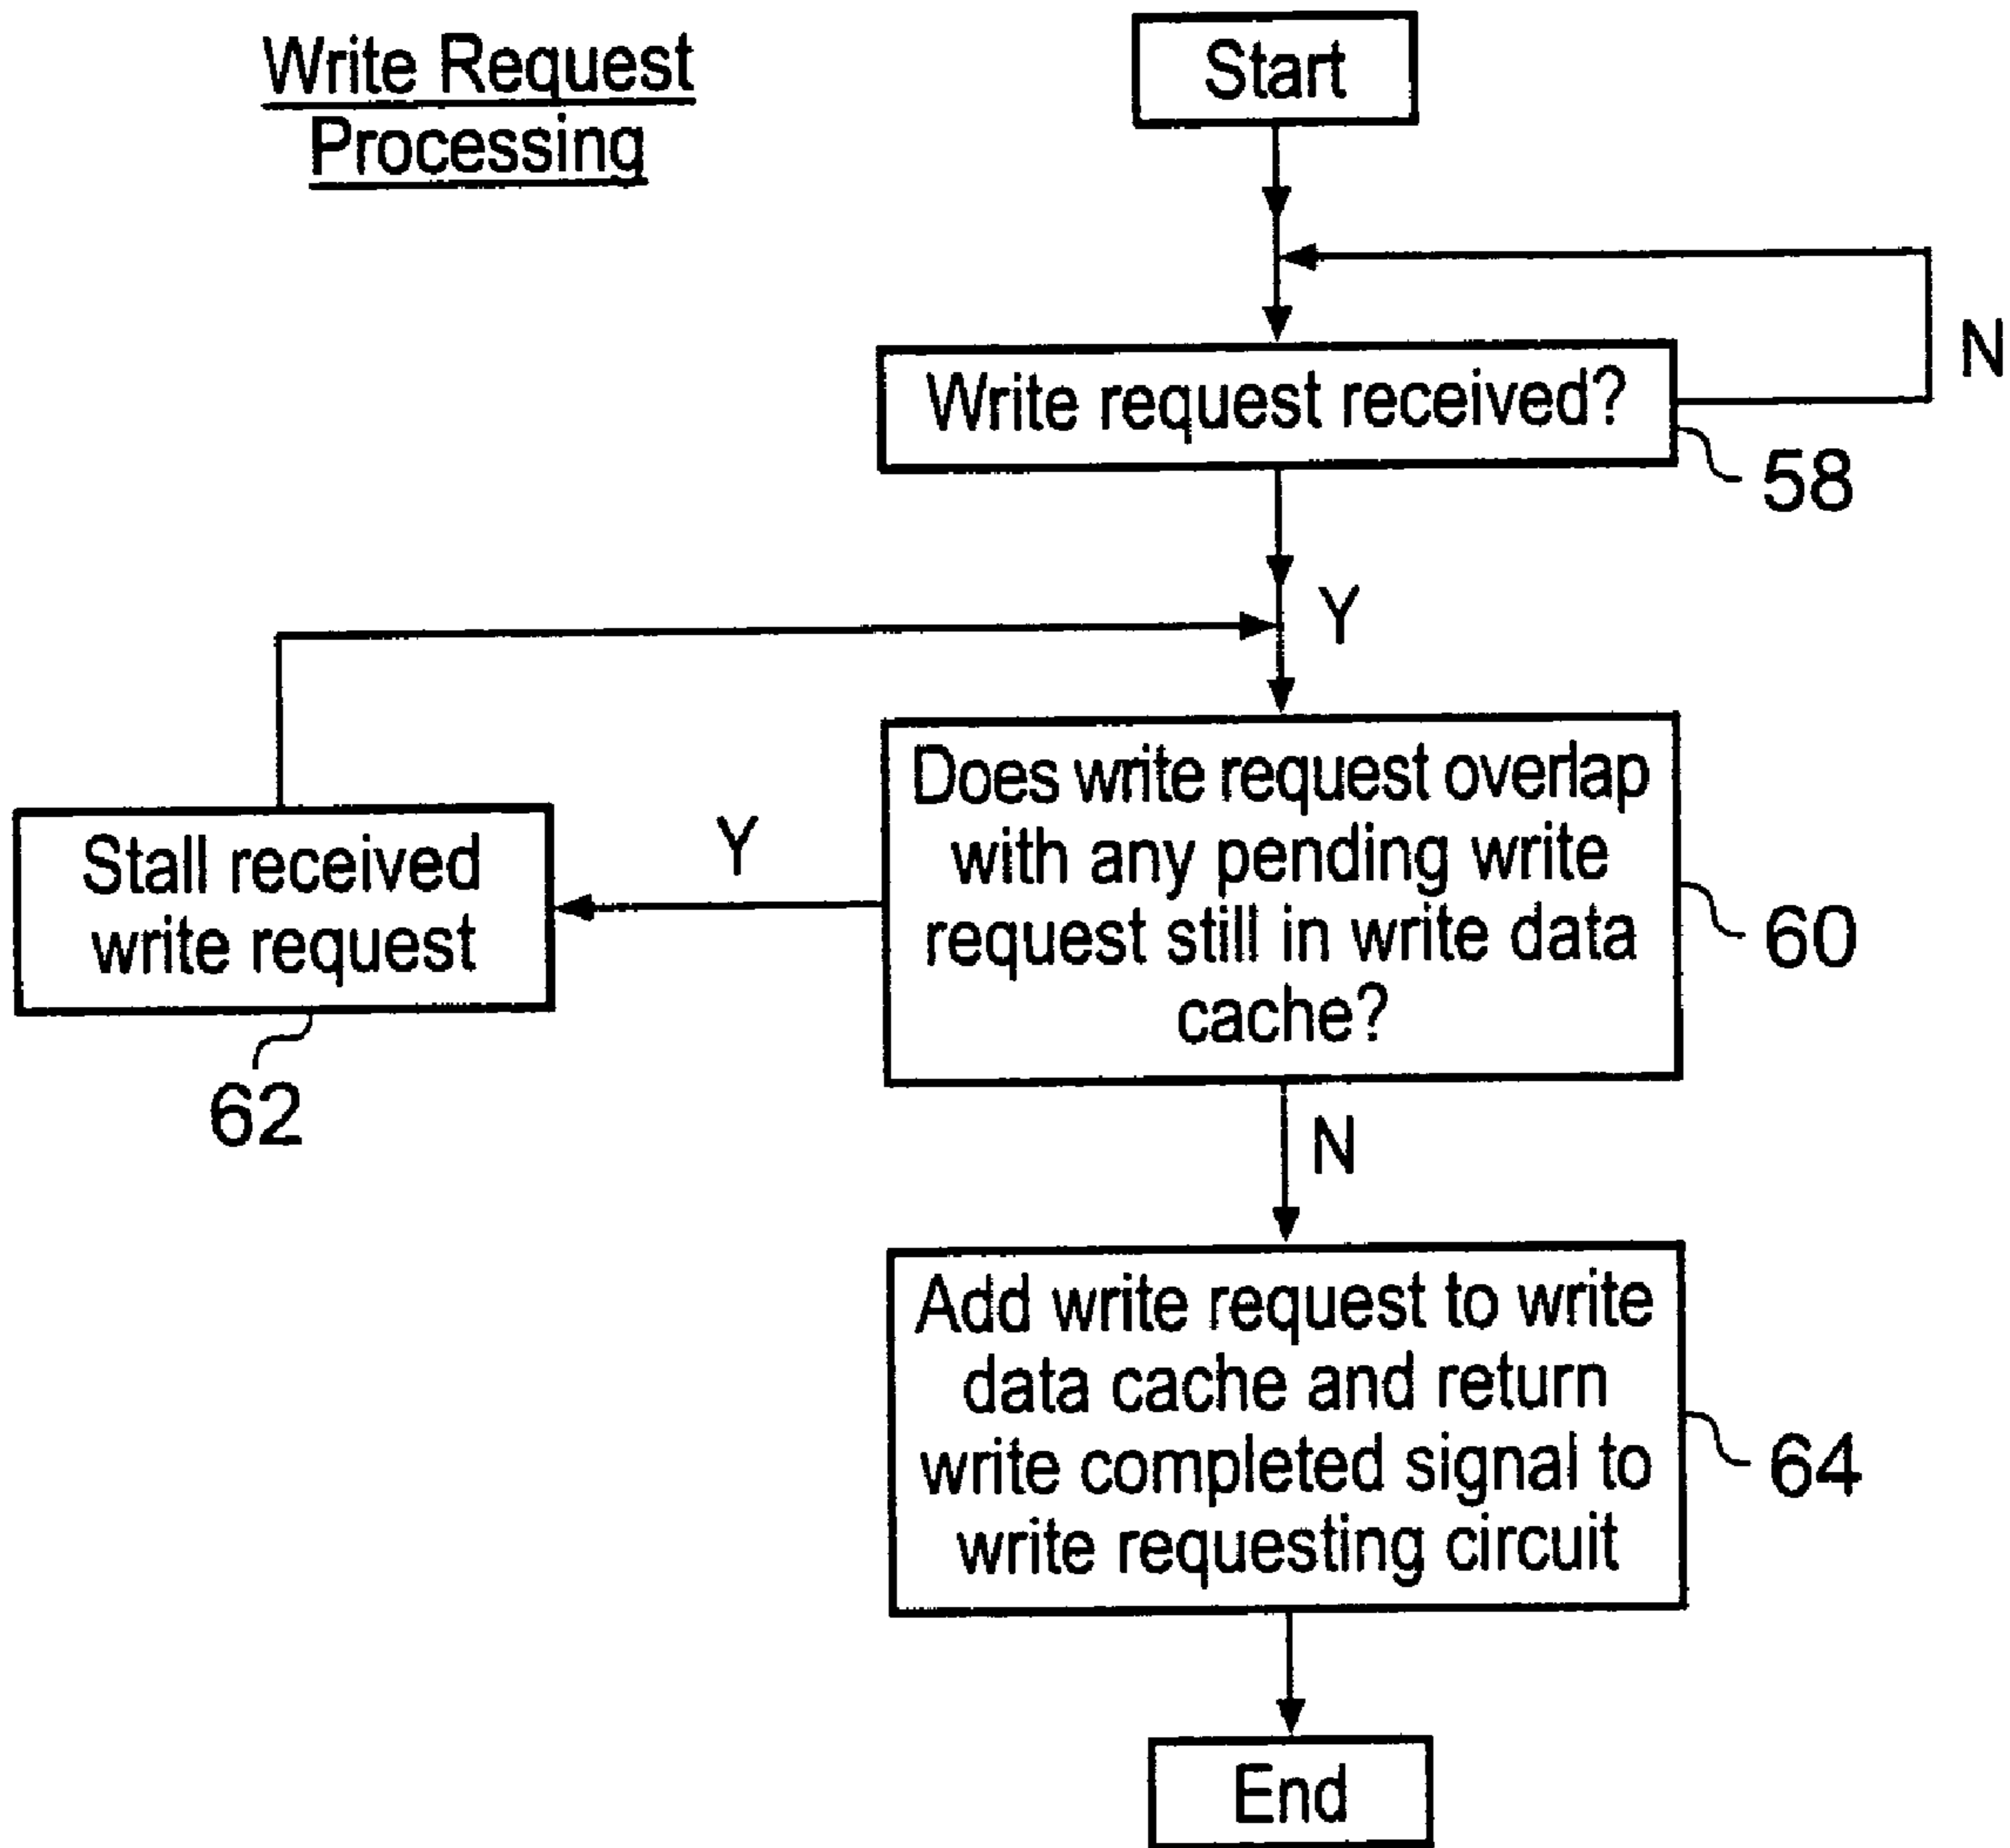 Write Request
Processing
Start
N
Write request received?
58
Y
Does write request overlap
with any pending write
request still in write data
cache?
60
Y
Stall received
write request
62
N
Add write request to write
data cache and return
write completed signal to
write requesting circuit
64
End